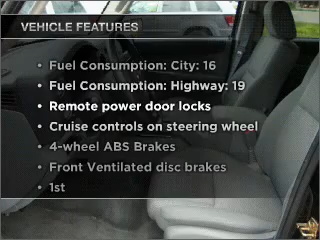 VEHICLE FEATURES
• Fuel Consumption: City: 16
• Fuel Consumption: Highway: 19
• Remote power door locks
• Cruise controls on steering wheel
• 4-wheel ABS Brakes
• Front Ventilated disc brakes
• 1st